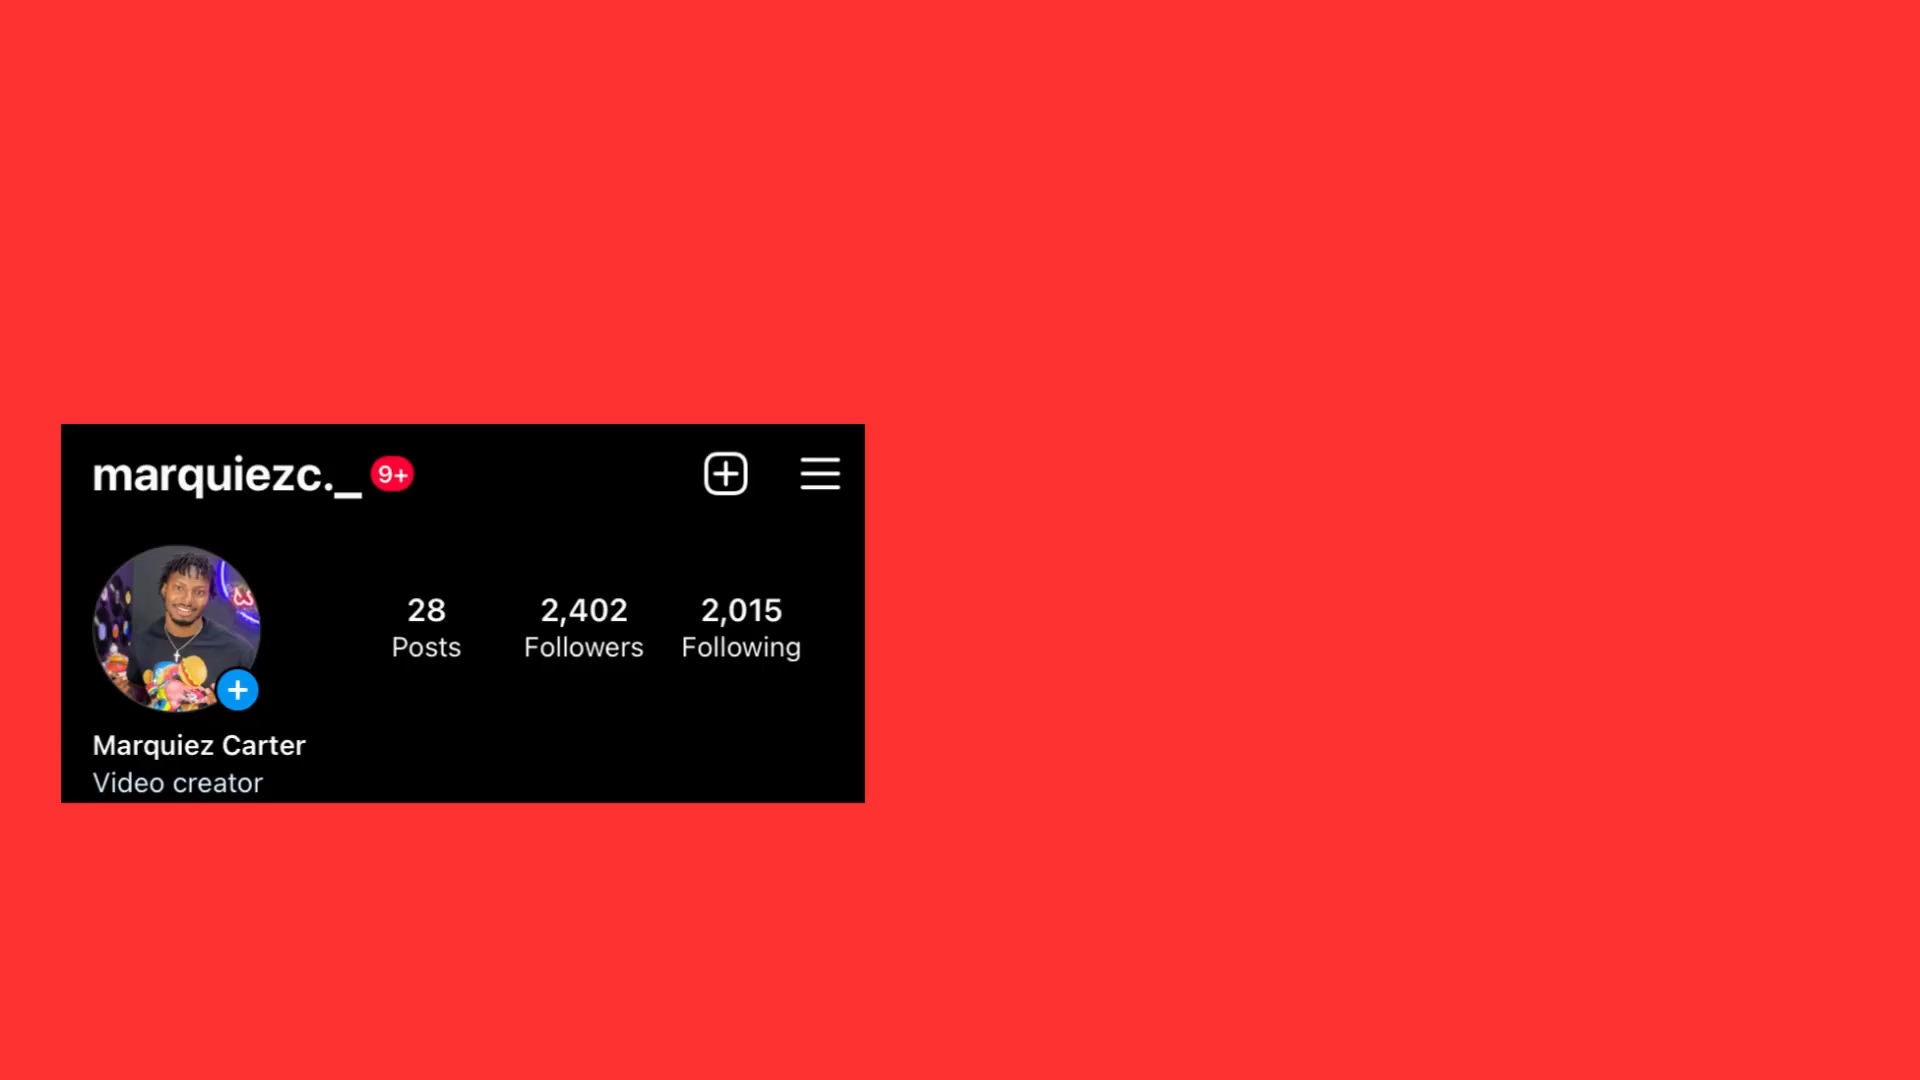 marquiezc._ 9+
28 2,402 2,015
Posts Followers Following
Marquiez Carter
Video creator